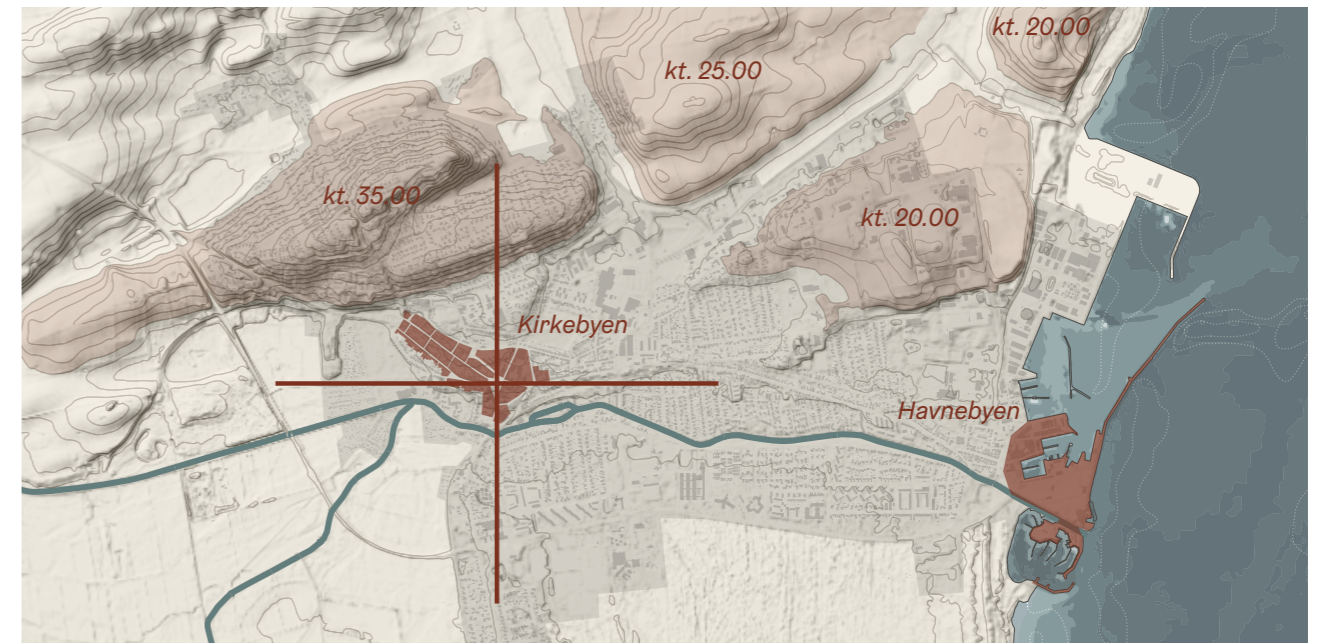 kt. 20.00
kt. 25.00
kt. 35.00
kt. 20.00
Kirkebyen
Havnebyen